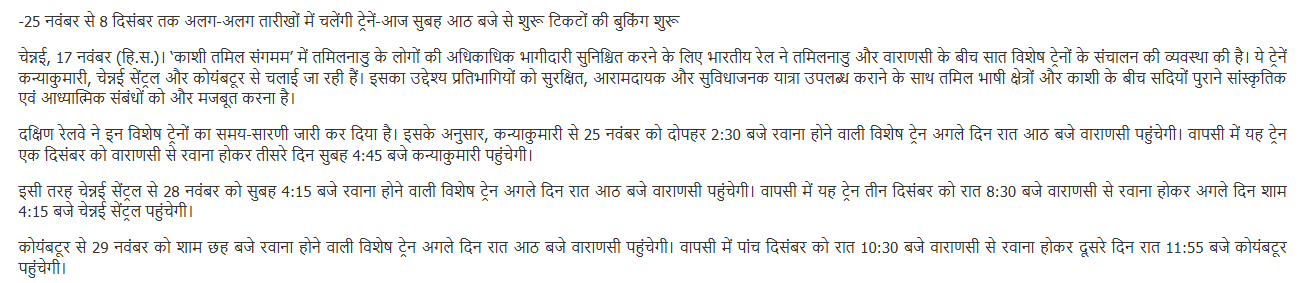 -25 नवंबर से 8 दिसंबर तक अलग-अलग तारीखों में चलेंगी ट्रेनें-आज सुबह आठ बजे से शुरू टिकटों की बुकिंग शुरू
चेन्नई, 17 नवंबर (हि.स.)। 'काशी तमिल संगमम' में तमिलनाडु के लोगों की अधिकाधिक भागीदारी सुनिश्चित करने के लिए भारतीय रेल ने तमिलनाडु और वाराणसी के बीच सात विशेष ट्रेनों के संचालन की व्यवस्था की है। ये ट्रेनें
कन्याकुमारी, चेन्नई सेंट्रल और कोयंबटूर से चलाई जा रही हैं। इसका उद्देश्य प्रतिभागियों को सुरक्षित, आरामदायक और सुविधाजनक यात्रा उपलब्ध कराने के साथ तमिल भाषी क्षेत्रों और काशी के बीच सदियों पुराने सांस्कृतिक
एवं आध्यात्मिक संबंधों को और मजबूत करना है।
दक्षिण रेलवे ने इन विशेष ट्रेनों का समय-सारणी जारी कर दिया है। इसके अनुसार, कन्याकुमारी से 25 नवंबर को दोपहर 2:30 बजे रवाना होने वाली विशेष ट्रेन अगले दिन रात आठ बजे वाराणसी पहुंचेगी। वापसी में यह ट्रेन
एक दिसंबर को वाराणसी से रवाना होकर तीसरे दिन सुबह 4:45 बजे कन्याकुमारी पहुंचेगी।
इसी तरह चेन्नई सेंट्रल से 28 नवंबर को सुबह 4:15 बजे रवाना होने वाली विशेष ट्रेन अगले दिन रात आठ बजे वाराणसी पहुंचेगी। वापसी में यह ट्रेन तीन दिसंबर को रात 8:30 बजे वाराणसी से रवाना होकर अगले दिन शाम
4:15 बजे चेन्नई सेंट्रल पहुंचेगी।
कोयंबटूर से 29 नवंबर को शाम छह बजे रवाना होने वाली विशेष ट्रेन अगले दिन रात आठ बजे वाराणसी पहुंचेगी। वापसी में पांच दिसंबर को रात 10:30 बजे वाराणसी से रवाना होकर दूसरे दिन रात 11:55 बजे कोयंबटूर
पहुंचेगी।